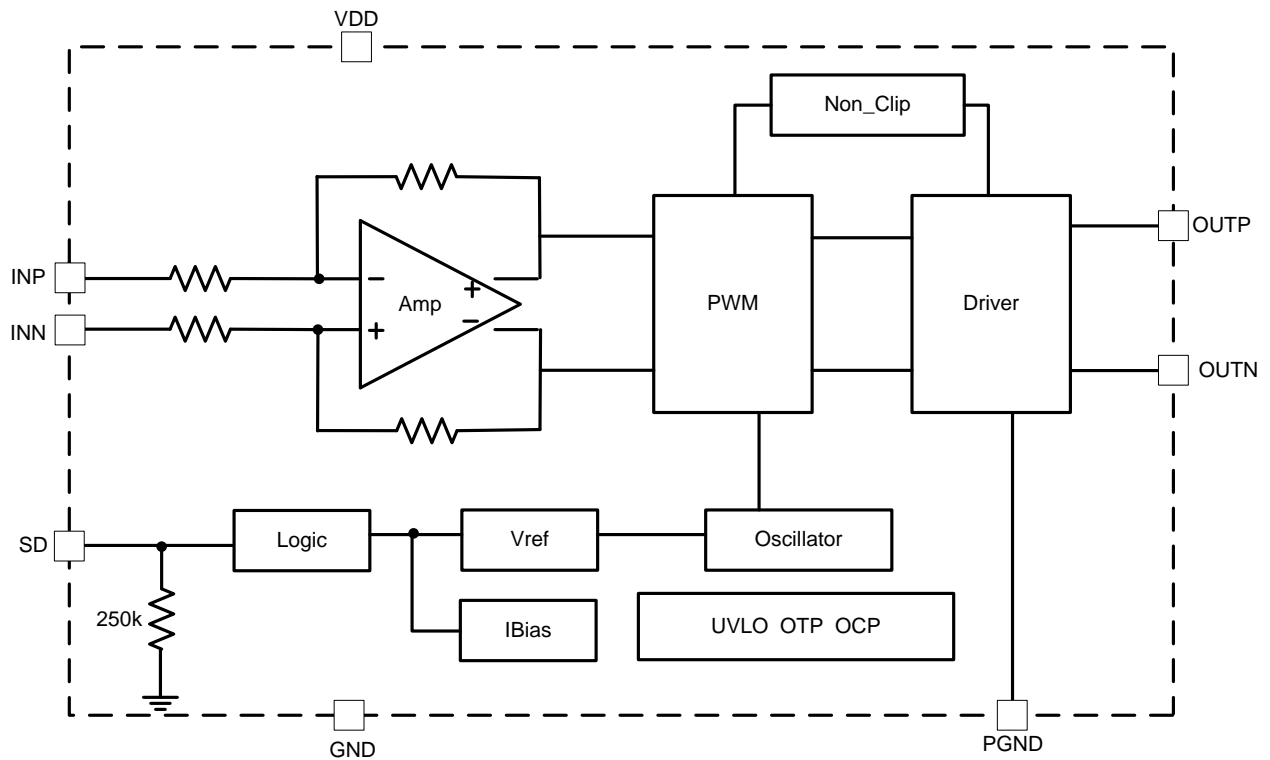 VDD
Non_Clip
OUTP
INP
−
+
Amp
PWM
Driver
INN
+
−
OUTN
SD
Logic
Vref
Oscillator
250k
IBias
UVLO OTP OCP
GND
PGND